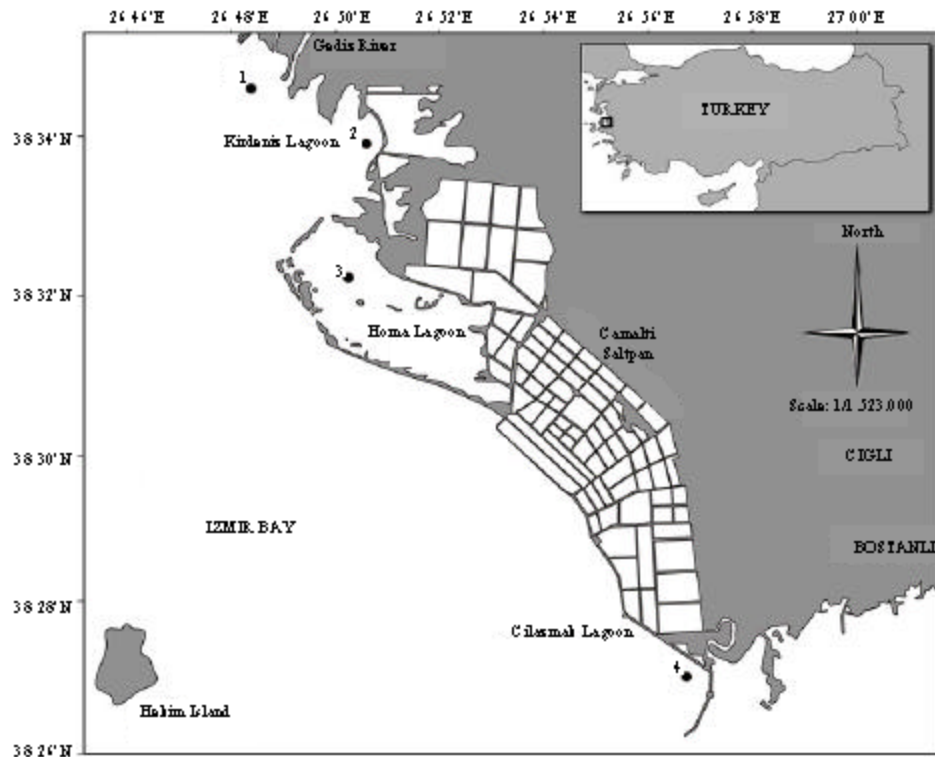 26 46'E 26 48'E 26 50'E 26 52'E 26 54'E 26 56'E 26 58'E 27 00'E
Gediz River
1
TURKEY
38 34'N
Kirdanis Lagoon
2
North
3
38 32'N
Homa Lagoon
Camalti
Saltpan
Scale: 1/1.523.000
38 30'N
CIGLI
IZMIR BAY
BOSTANLI
38 28'N
Cilasmak Lagoon
4
Hekim Island
38 26'N